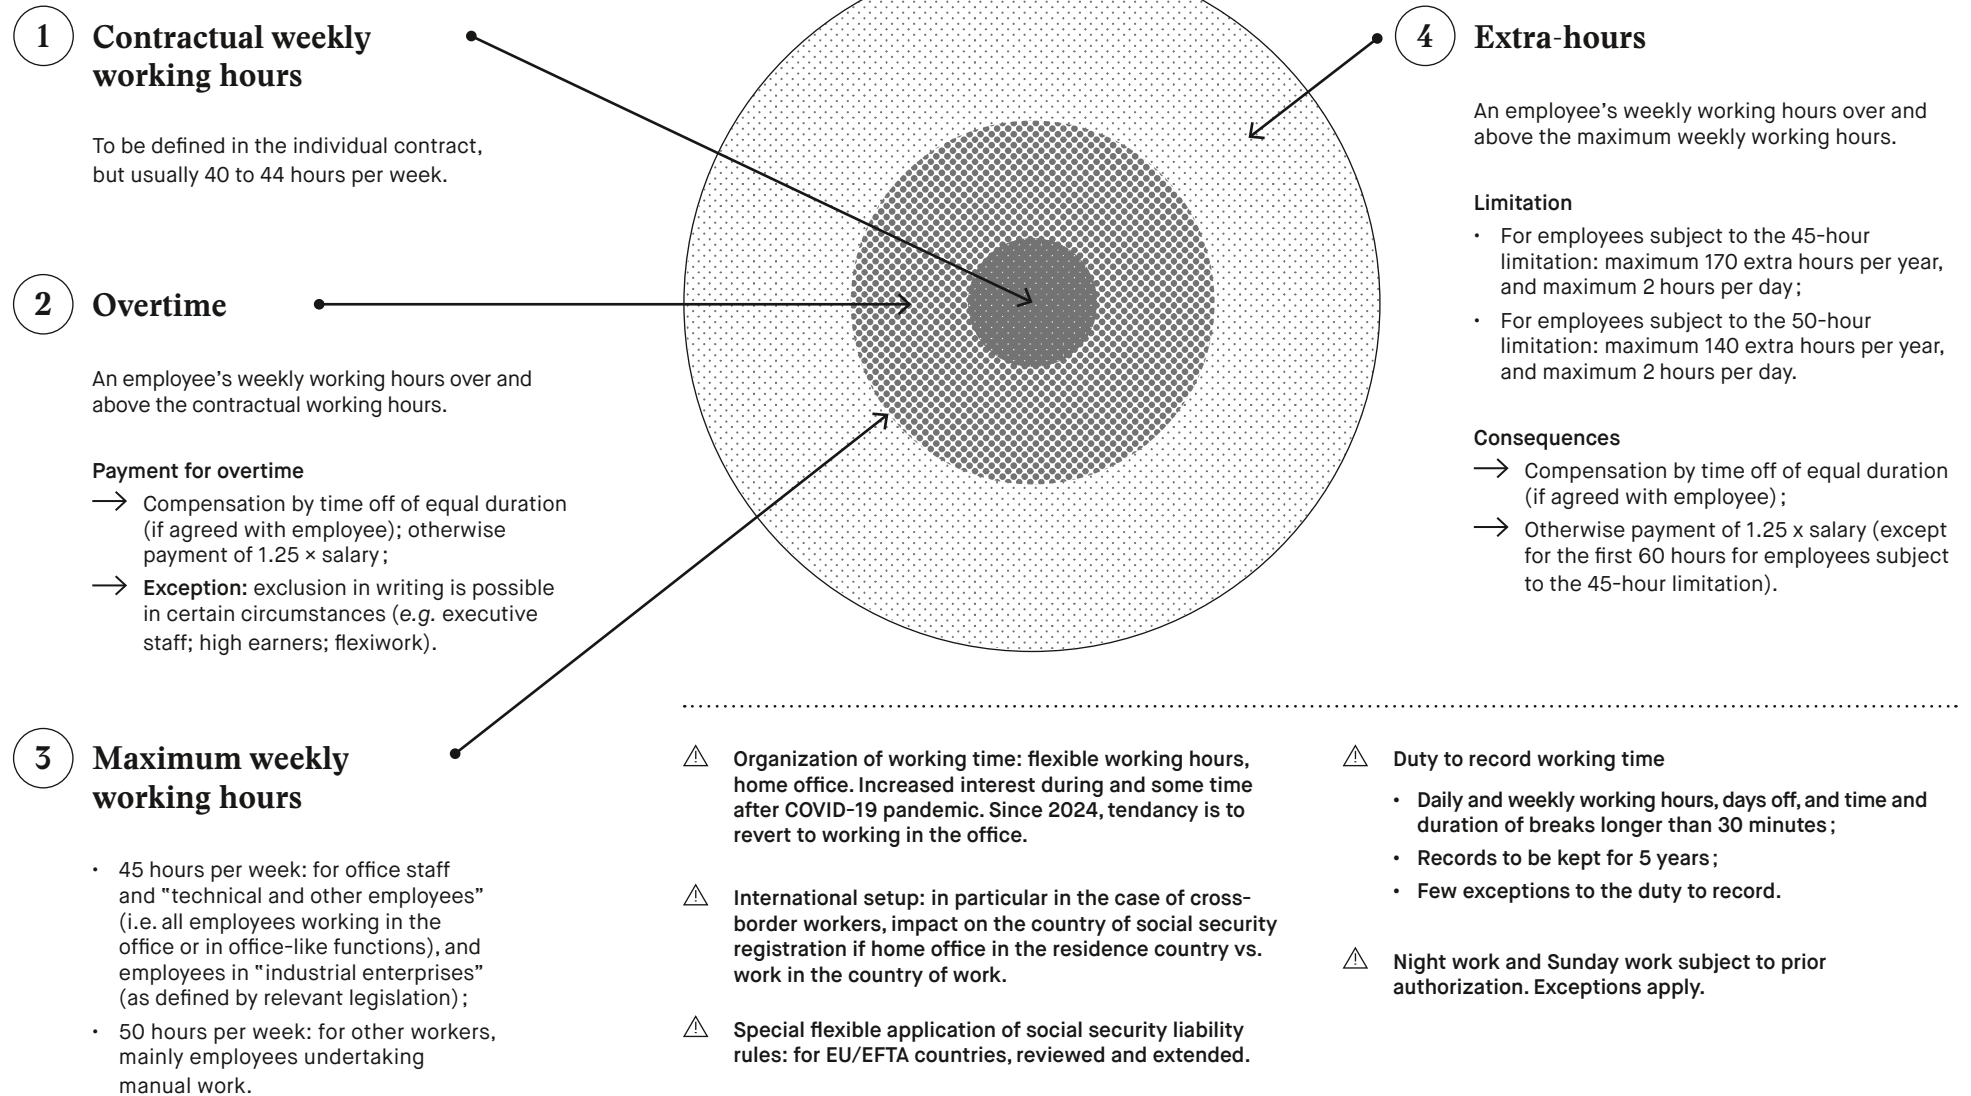 1
Contractual weekly
working hours
To be defined in the individual contract,
but usually 40 to 44 hours per week.
2
Overtime
An employee’s weekly working hours over and
above the contractual working hours.
Payment for overtime
Compensation by time off of equal duration
(if agreed with employee); otherwise
payment of 1.25 × salary;
Exception: exclusion in writing is possible
in certain circumstances (e.g. executive
staff; high earners; flexiwork).
3
Maximum weekly
working hours
• 45 hours per week: for office staff
and “technical and other employees”
(i.e. all employees working in the
office or in office-like functions), and
employees in “industrial enterprises”
(as defined by relevant legislation);
• 50 hours per week: for other workers,
mainly employees undertaking
manual work.
4
Extra-hours
An employee’s weekly working hours over and
above the maximum weekly working hours.
Limitation
• For employees subject to the 45-hour
limitation: maximum 170 extra hours per year,
and maximum 2 hours per day;
• For employees subject to the 50-hour
limitation: maximum 140 extra hours per year,
and maximum 2 hours per day.
Consequences
Compensation by time off of equal duration
(if agreed with employee);
Otherwise payment of 1.25 x salary (except
for the first 60 hours for employees subject
to the 45-hour limitation).
Organization of working time: flexible working hours,
home office. Increased interest during and some time
after COVID-19 pandemic. Since 2024, tendancy is to
revert to working in the office.
International setup: in particular in the case of cross-
border workers, impact on the country of social security
registration if home office in the residence country vs.
work in the country of work.
Special flexible application of social security liability
rules: for EU/EFTA countries, reviewed and extended.
Duty to record working time
• Daily and weekly working hours, days off, and time and
duration of breaks longer than 30 minutes;
• Records to be kept for 5 years;
• Few exceptions to the duty to record.
Night work and Sunday work subject to prior
authorization. Exceptions apply.